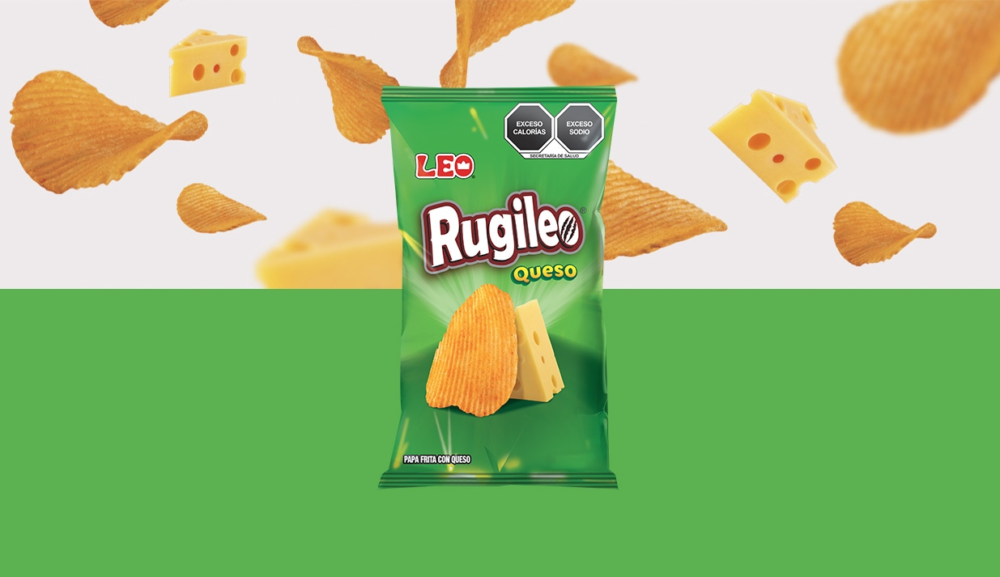 EXCESO
CALORÍAS
EXCESO
SODIO
SECRETARÍA DE SALUD
LEO
Rugileo®
Queso
PAPA FRITA CON QUESO